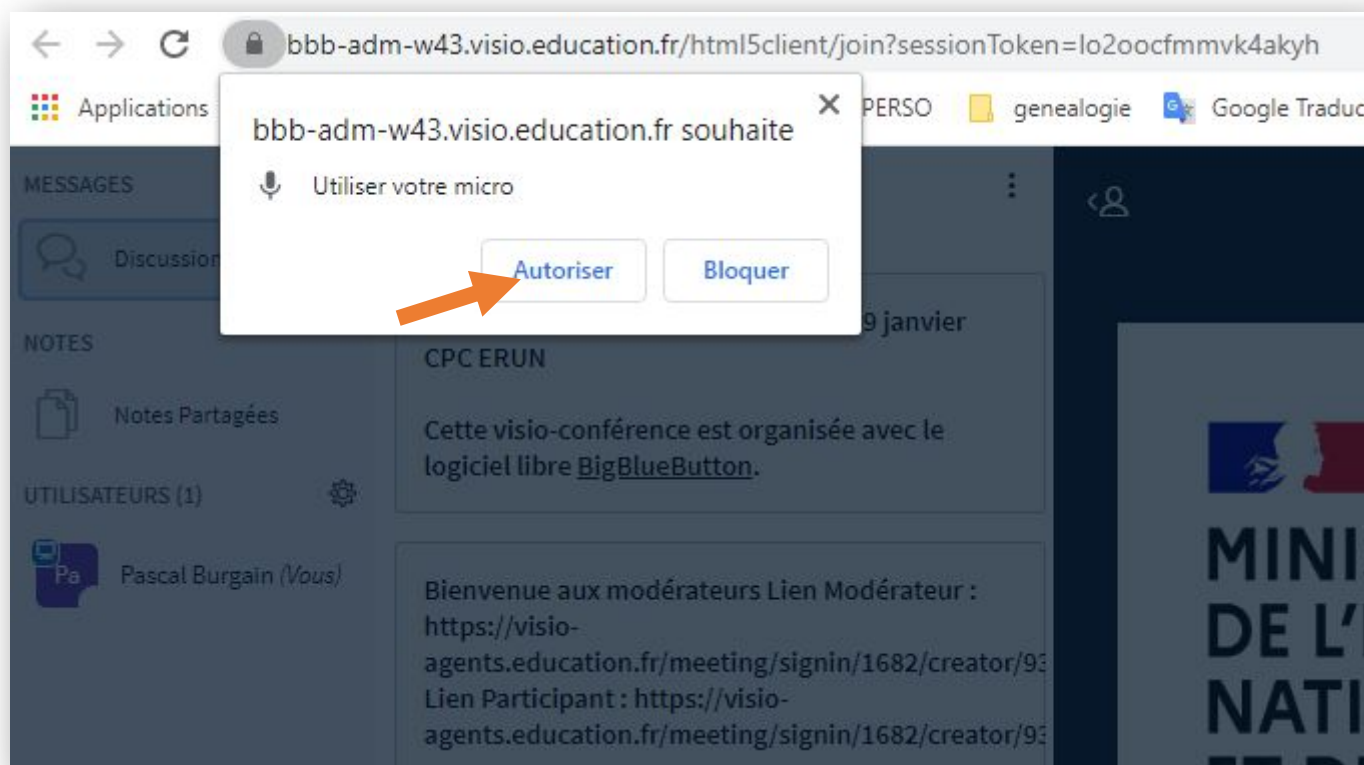 bbb-adm-w43.visio.education.fr/html5client/join?sessionToken=lo2oocfmmvk4akyh
Applications
PERSO
genealogie
Google Traduc
bbb-adm-w43.visio.education.fr souhaite
Utiliser votre micro
Autoriser
Bloquer
MESSAGES
Discussion
NOTES
Notes Partagées
UTILISATEURS (1)
Pa
Pascal Burgain (Vous)
9 janvier
CPC ERUN
Cette visio-conférence est organisée avec le
logiciel libre BigBlueButton.
Bienvenue aux modérateurs Lien Modérateur :
https://visio-
agents.education.fr/meeting/signin/1682/creator/93
Lien Participant : https://visio-
agents.education.fr/meeting/signin/1682/creator/93
MINI
DE L'
NATI